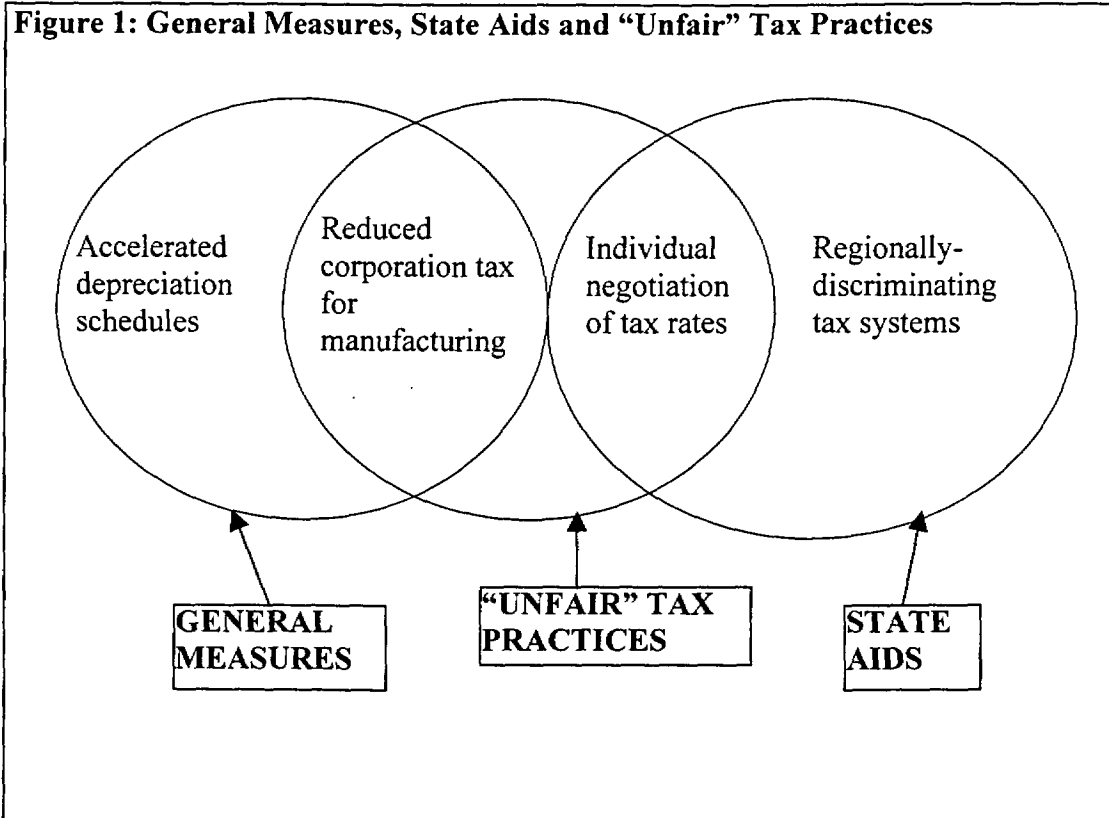 Figure 1: General Measures, State Aids and “Unfair” Tax Practices
Accelerated
depreciation
schedules
Reduced
corporation tax
for
manufacturing
Individual
negotiation
of tax rates
Regionally-
discriminating
tax systems
GENERAL
MEASURES
“UNFAIR” TAX
PRACTICES
STATE
AIDS